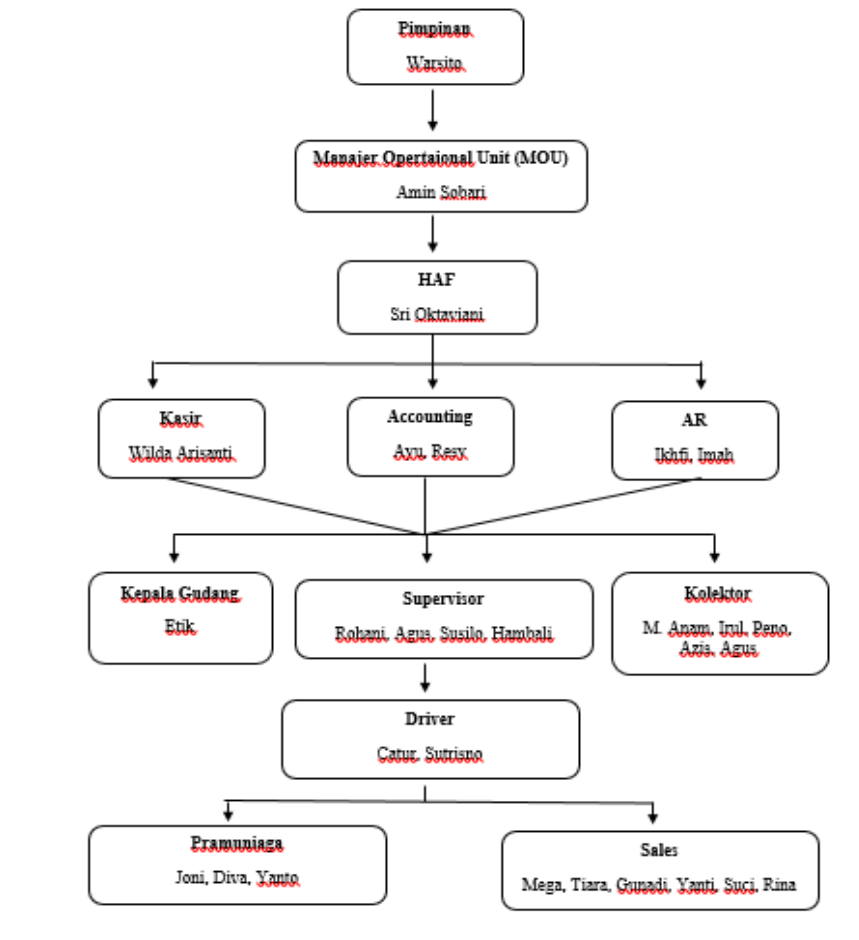 Pimpinan
Warsito
Manajer Opertaional Unit (MOU)
Amin Sobari
HAF
Sri Oktaviani
Kasir
Wilda Arisanti
Accounting
Ayu, Resy
AR
Ikhfi, Imah
Kepala Gudang
Etik
Supervisor
Rohani, Agus, Susilo, Hambali
Kolektor
M. Anam, Irul, Peno,
Azis, Agus
Driver
Catur, Sutrisno
Pramuniaga
Joni, Diva, Yanto
Sales
Mega, Tiara, Gunadi, Yanti, Suci, Rina